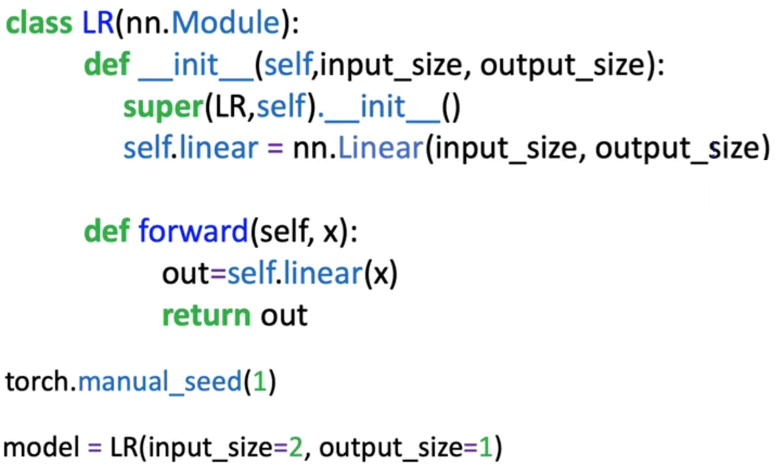 class LR(nn.Module):
def __init__(self,input_size, output_size):
super(LR,self).__init__()
self.linear = nn.Linear(input_size, output_size)
def forward(self, x):
out=self.linear(x)
return out
torch.manual_seed(1)
model = LR(input_size=2, output_size=1)